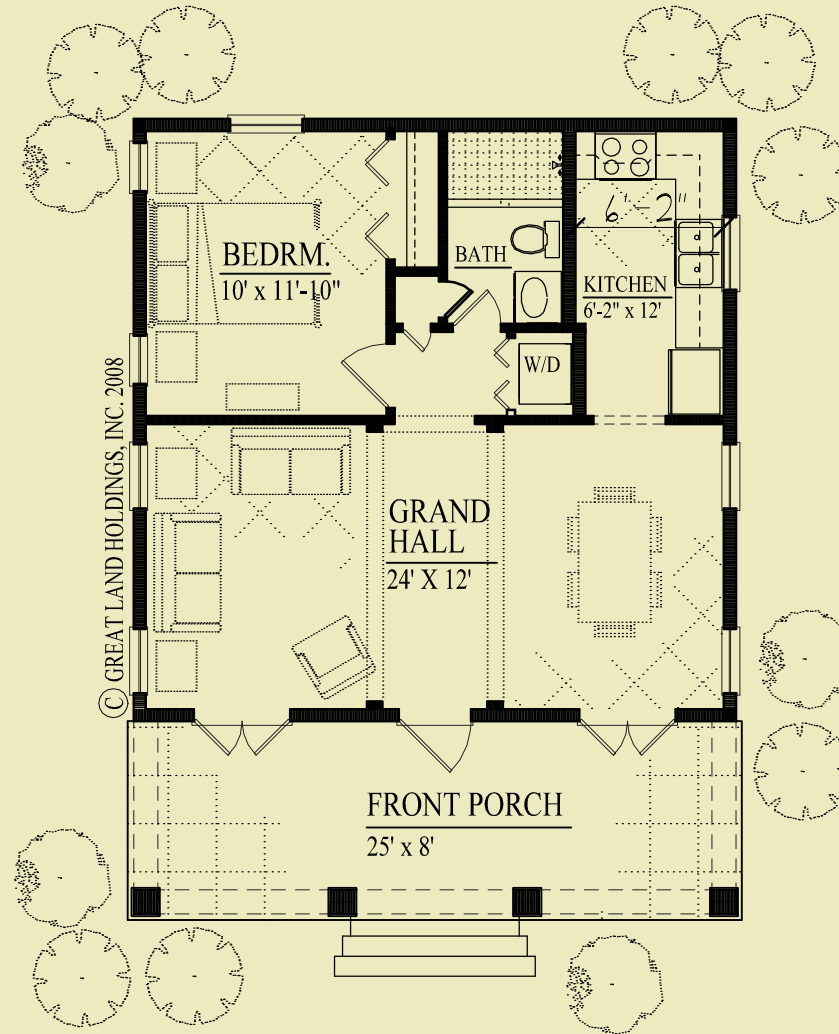 6'-2"
BEDRM.
10' x 11'-10"
BATH
KITCHEN
6'-2" x 12'
W/D
© GREAT LAND HOLDINGS, INC. 2008
GRAND
HALL
24' X 12'
FRONT PORCH
25' x 8'